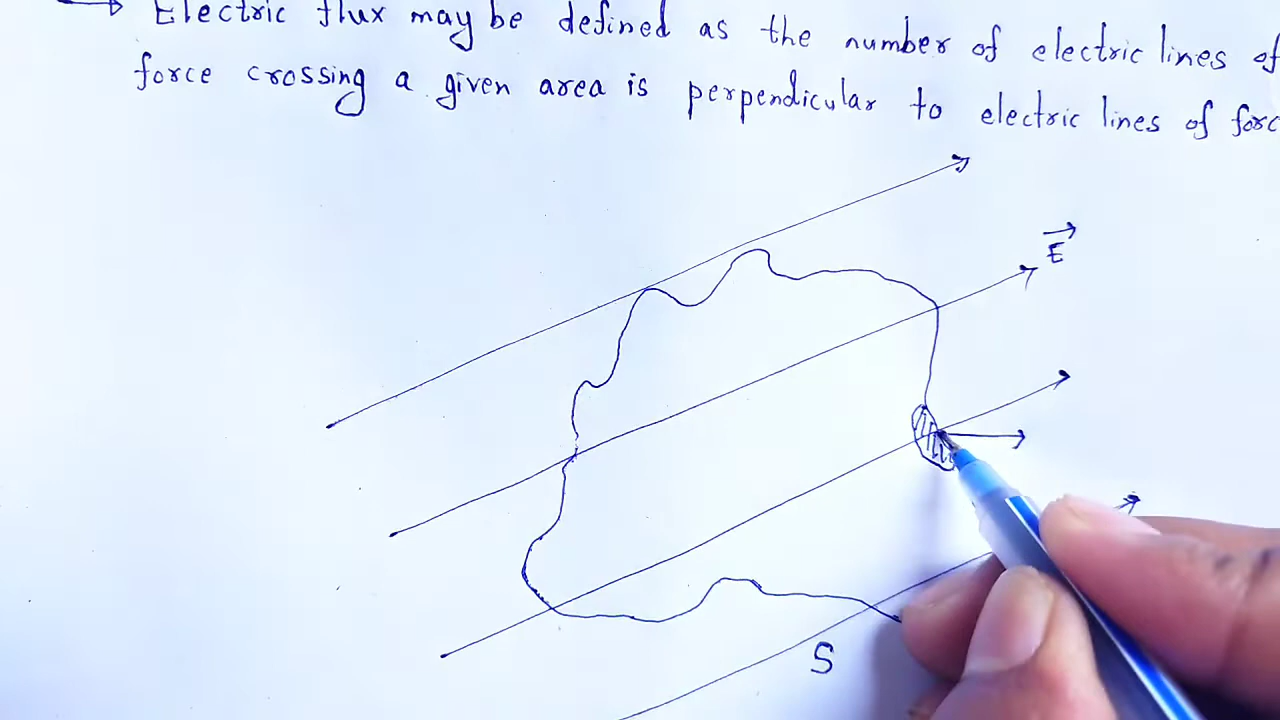 → Electric flux may be defined as the number of electric lines of
force crossing a given area is perpendicular to electric lines of forc
E
S